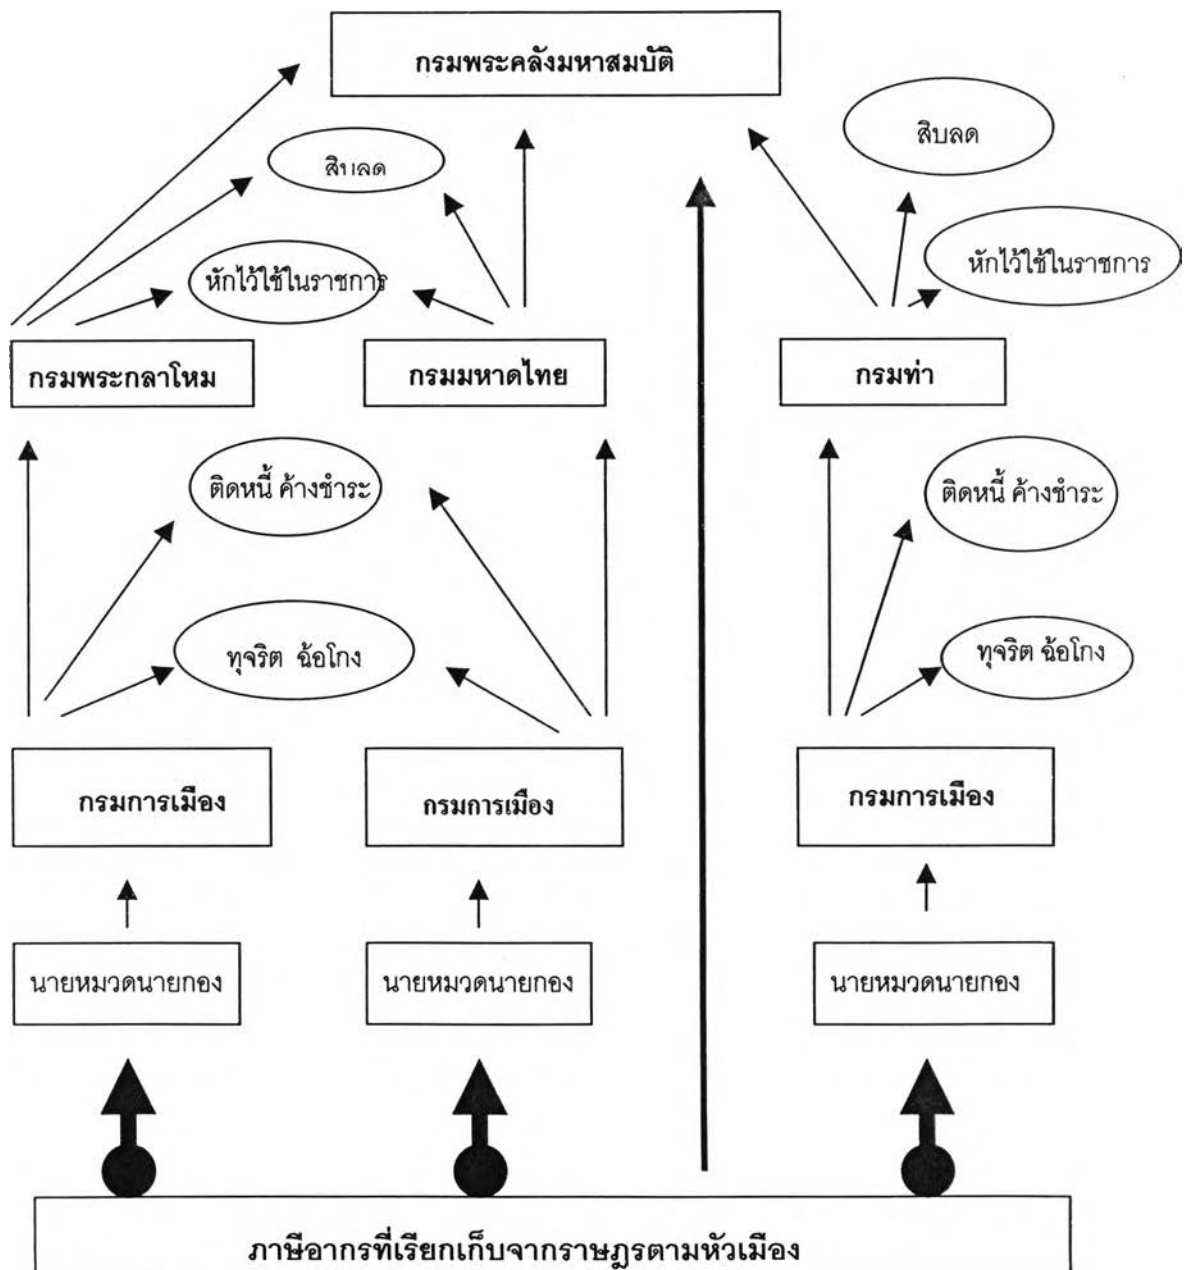 กรมพระคลังมหาสมบัติ
สิบลด
สิบลด
หักไว้ใช้ในราชการ
หักไว้ใช้ในราชการ
กรมพระกลาโหม
กรมมหาดไทย
กรมท่า
ติดหนี้ ค้างชำระ
ติดหนี้ ค้างชำระ
ทุจริต ฉ้อโกง
ทุจริต ฉ้อโกง
กรมการเมือง
กรมการเมือง
กรมการเมือง
นายหมวดนายกอง
นายหมวดนายกอง
นายหมวดนายกอง
ภาษีอากรที่เรียกเก็บจากราษฎรตามหัวเมือง